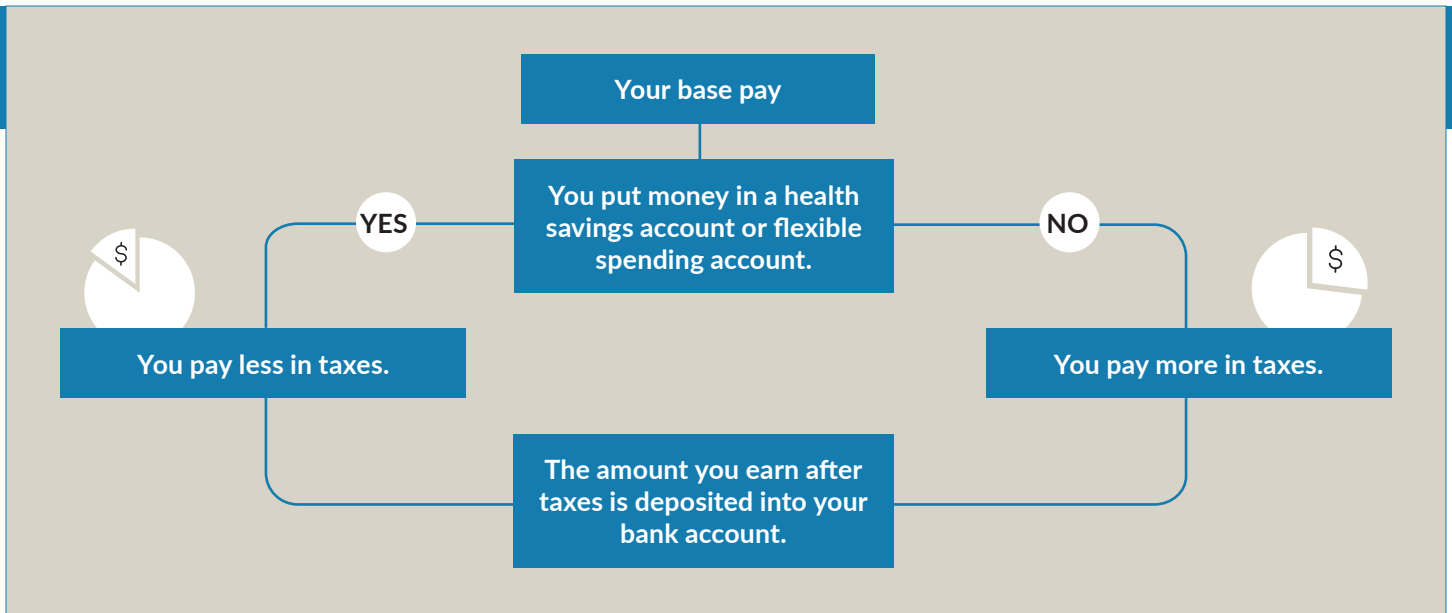 Your base pay
You put money in a health
savings account or flexible
spending account.
YES
NO
$
$
You pay less in taxes.
You pay more in taxes.
The amount you earn after
taxes is deposited into your
bank account.